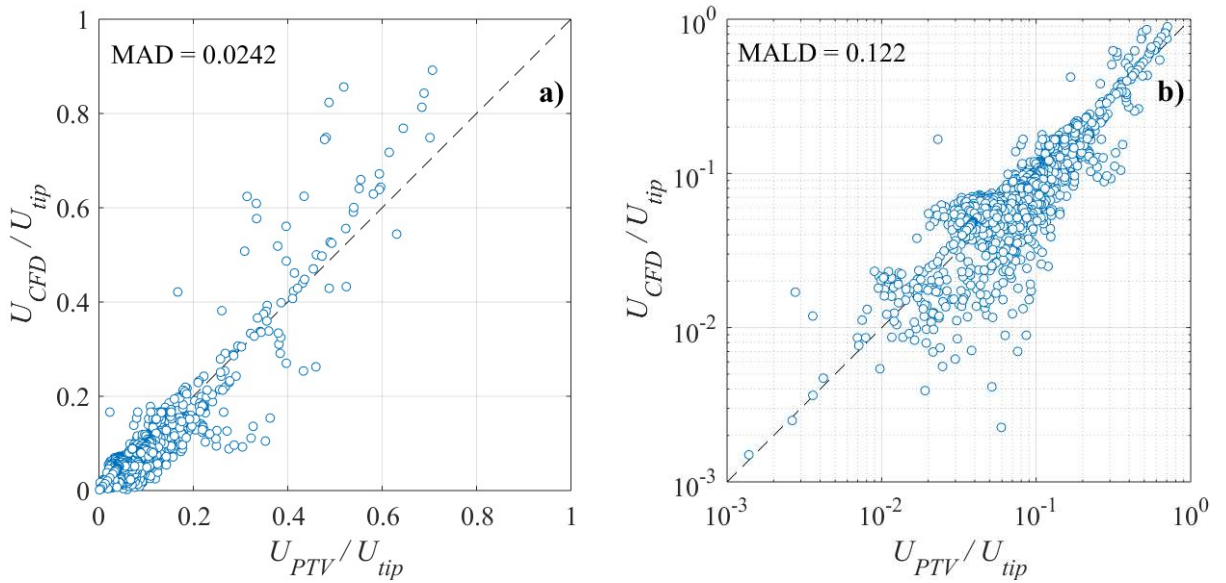 MAD = 0.0242
a)
1
0.8
0.6
0.4
0.2
0
0
0.2
0.4
0.6
0.8
1
U_CFD / U_tip
U_PTV / U_tip
MALD = 0.122
b)
10^0
10^-1
10^-2
10^-3
10^-3
10^-2
10^-1
10^0
U_CFD / U_tip
U_PTV / U_tip